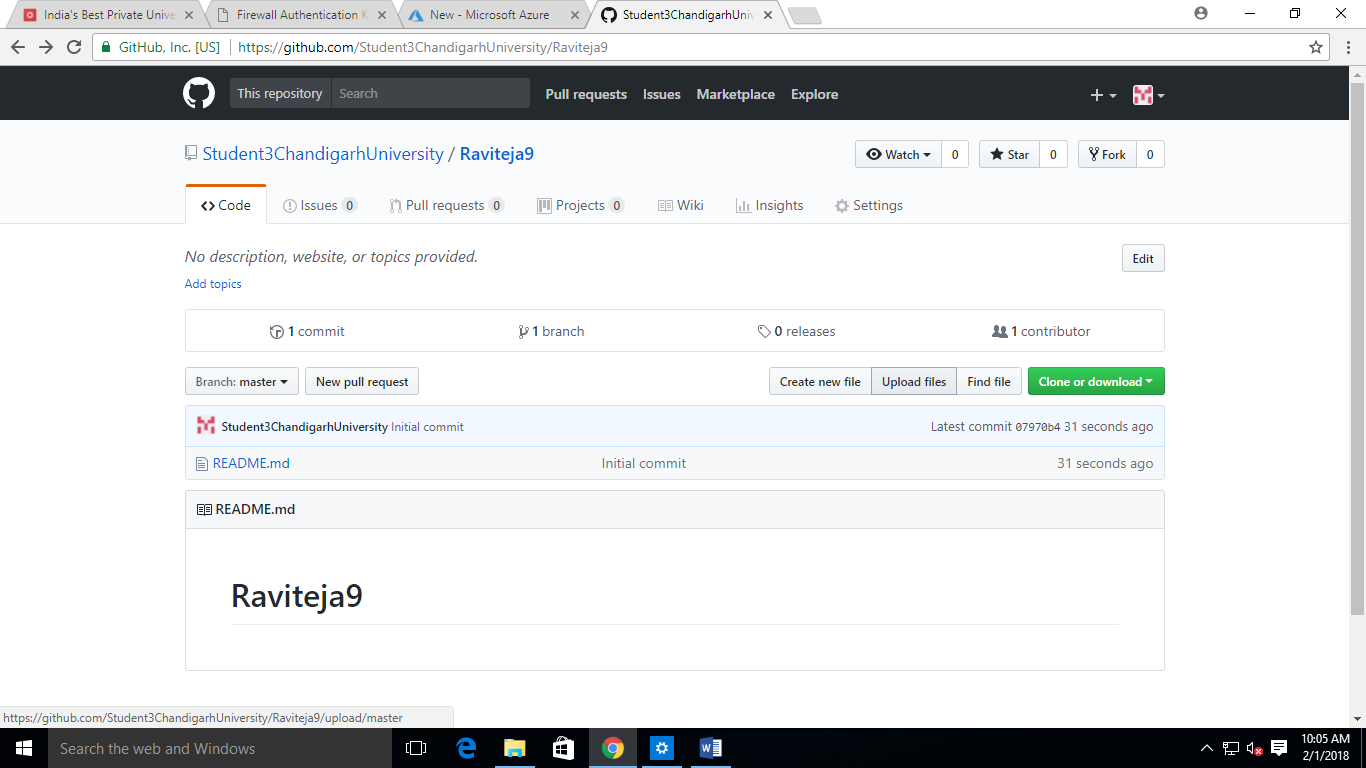 India's Best Private Unive
Firewall Authentication K
New - Microsoft Azure
Student3ChandigarhUniv
GitHub, Inc. [US] https://github.com/Student3ChandigarhUniversity/Raviteja9
This repository Search Pull requests Issues Marketplace Explore
Student3ChandigarhUniversity / Raviteja9 Watch 0 Star 0 Fork 0
Code Issues 0 Pull requests 0 Projects 0 Wiki Insights Settings
No description, website, or topics provided. Edit
Add topics
1 commit 1 branch 0 releases 1 contributor
Branch: master New pull request Create new file Upload files Find file Clone or download
Student3ChandigarhUniversity Initial commit Latest commit 07970b4 31 seconds ago
README.md Initial commit 31 seconds ago
README.md
Raviteja9
https://github.com/Student3ChandigarhUniversity/Raviteja9/upload/master
Search the web and Windows 10:05 AM
2/1/2018